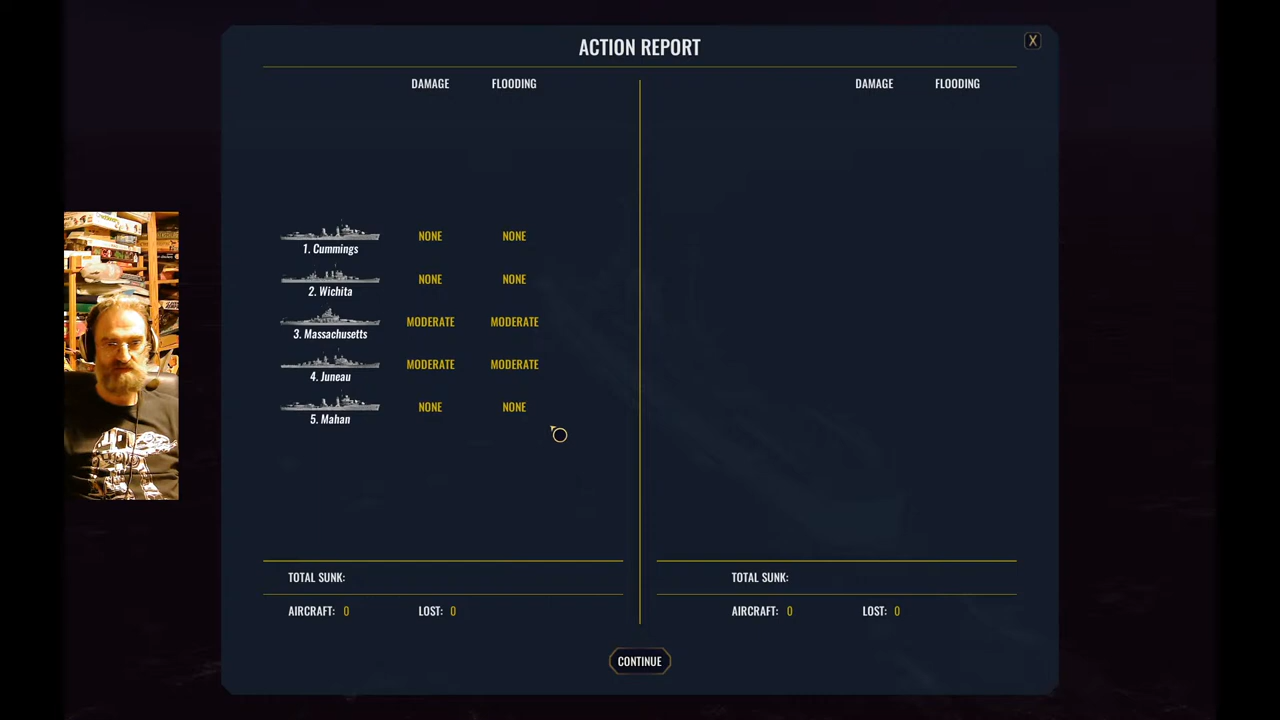 ACTION REPORT
X
DAMAGE FLOODING
DAMAGE FLOODING
1. Cummings NONE NONE
2. Wichita NONE NONE
3. Massachusetts MODERATE MODERATE
4. Juneau MODERATE MODERATE
5. Mahan NONE NONE
TOTAL SUNK:
AIRCRAFT: 0 LOST: 0
TOTAL SUNK:
AIRCRAFT: 0 LOST: 0
CONTINUE